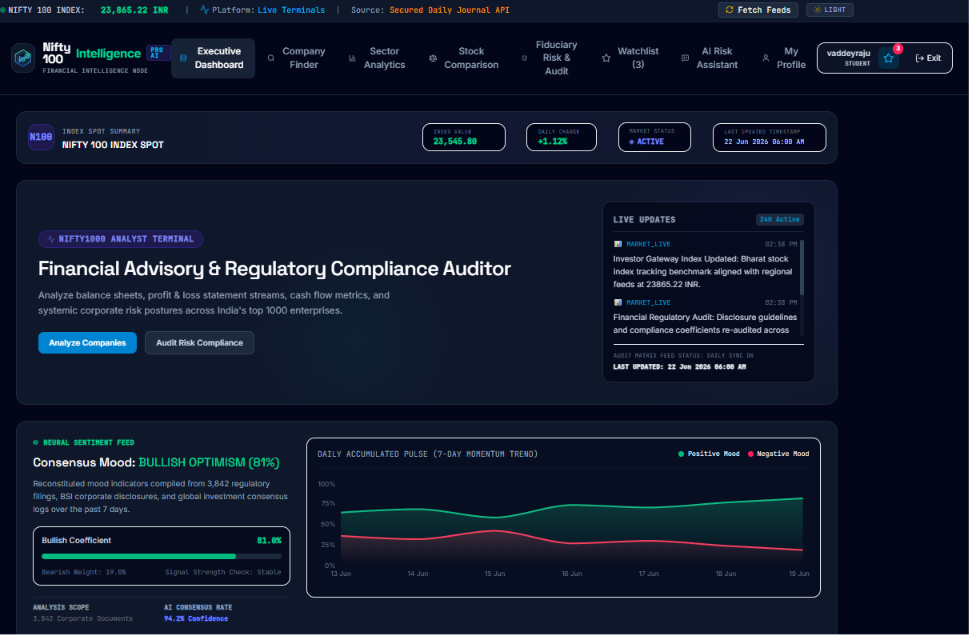 NIFTY 100 INDEX: 23,865.22 INR | Platform: Live Terminals | Source: Secured Daily Journal API
Fetch Feeds
LIGHT
Nifty 100 Intelligence
PRO AI
FINANCIAL INTELLIGENCE NODE
Executive Dashboard
Company Finder
Sector Analytics
Stock Comparison
Fiduciary Risk & Audit
Watchlist (3)
AI Risk Assistant
My Profile
vaddeyraju
STUDENT
3
Exit
N100
INDEX SPOT SUMMARY
NIFTY 100 INDEX SPOT
INDEX VALUE
23,545.80
DAILY CHANGE
+1.12%
MARKET STATUS
ACTIVE
LAST UPDATED TIMESTAMP
22 Jun 2026 06:00 AM
NIFTY1000 ANALYST TERMINAL
Financial Advisory & Regulatory Compliance Auditor
Analyze balance sheets, profit & loss statement streams, cash flow metrics, and
systemic corporate risk postures across India's top 1000 enterprises.
Analyze Companies
Audit Risk Compliance
LIVE UPDATES
24H Active
MARKET_LIVE 02:38 PM
Investor Gateway Index Updated: Bharat stock
index tracking benchmark aligned with regional
feeds at 23865.22 INR.
MARKET_LIVE 02:38 PM
Financial Regulatory Audit: Disclosure guidelines
and compliance coefficients re-audited across
AUDIT MATRIX FEED STATUS: DAILY SYNC OK
LAST UPDATED: 22 Jun 2026 06:00 AM
NEURAL SENTIMENT FEED
Consensus Mood: BULLISH OPTIMISM (81%)
Reconstituted mood indicators compiled from 3,842 regulatory
filings, BSI corporate disclosures, and global investment consensus
logs over the past 7 days.
Bullish Coefficient 81.0%
Bearish Weight: 19.0% Signal Strength Check: Stable
ANALYSIS SCOPE
3,842 Corporate Documents
AI CONSENSUS RATE
94.2% Confidence
DAILY ACCUMULATED PULSE (7-DAY MOMENTUM TREND)
Positive Mood
Negative Mood
100%
75%
50%
25%
0%
13 Jun 14 Jun 15 Jun 16 Jun 17 Jun 18 Jun 19 Jun